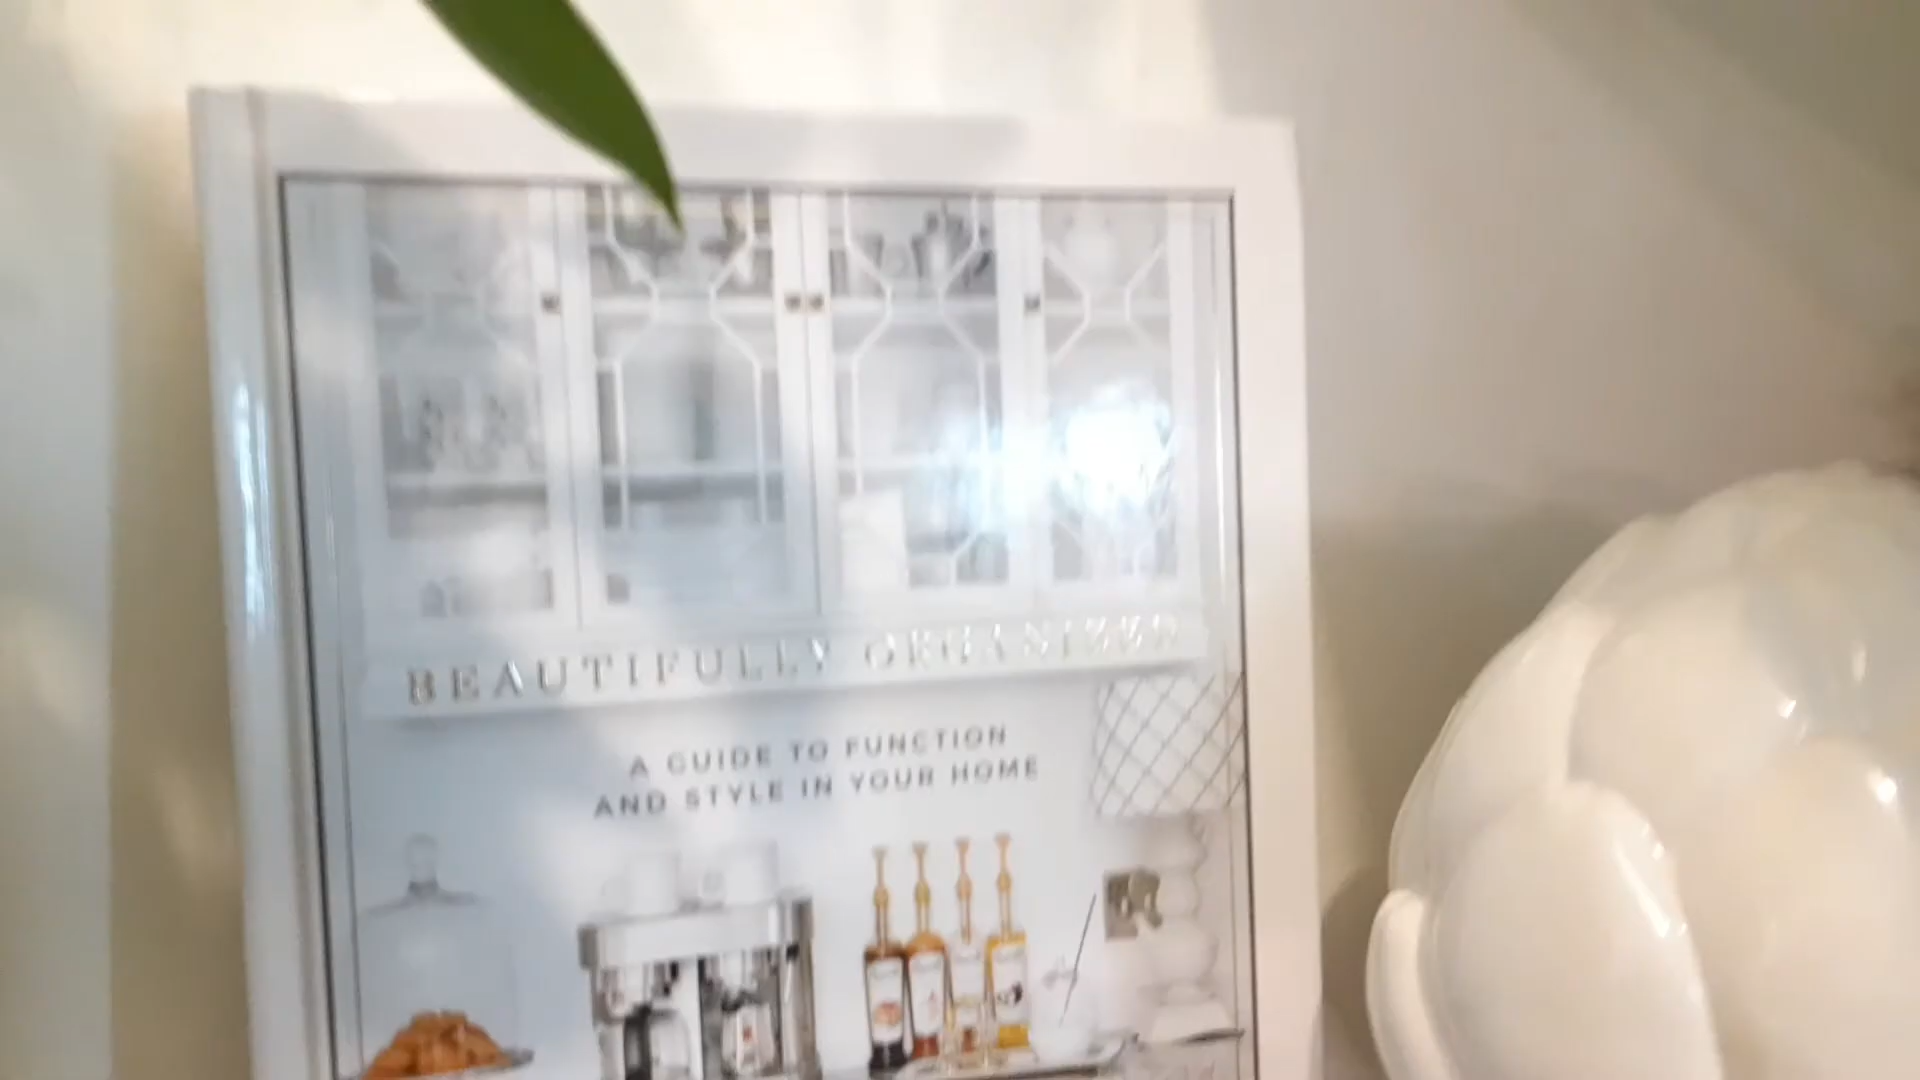 BEAUTIFULLY ORGANIZED
A GUIDE TO FUNCTION
AND STYLE IN YOUR HOME